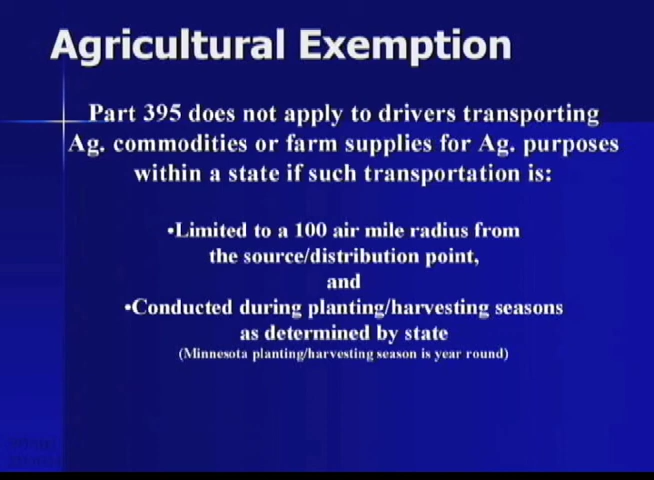 Agricultural Exemption
Part 395 does not apply to drivers transporting
Ag. commodities or farm supplies for Ag. purposes
within a state if such transportation is:
•Limited to a 100 air mile radius from
the source/distribution point,
and
•Conducted during planting/harvesting seasons
as determined by state
(Minnesota planting/harvesting season is year round)